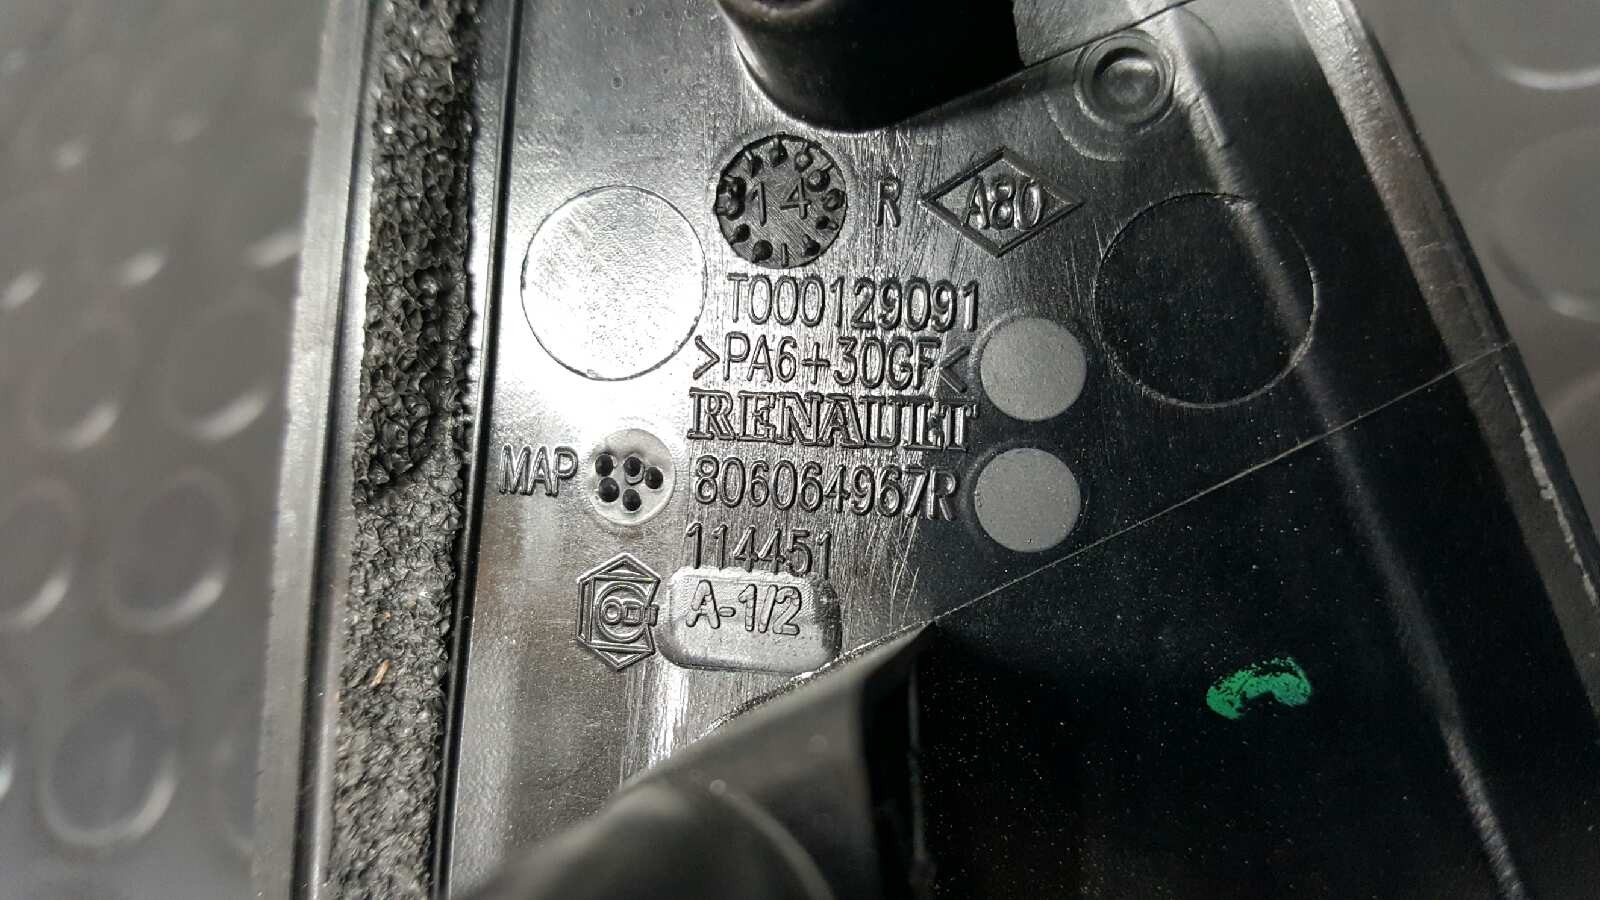 14 R A80
T000129091
>PA6+30GF<
RENAULT
MAP 806064967R
114451
A-1/2